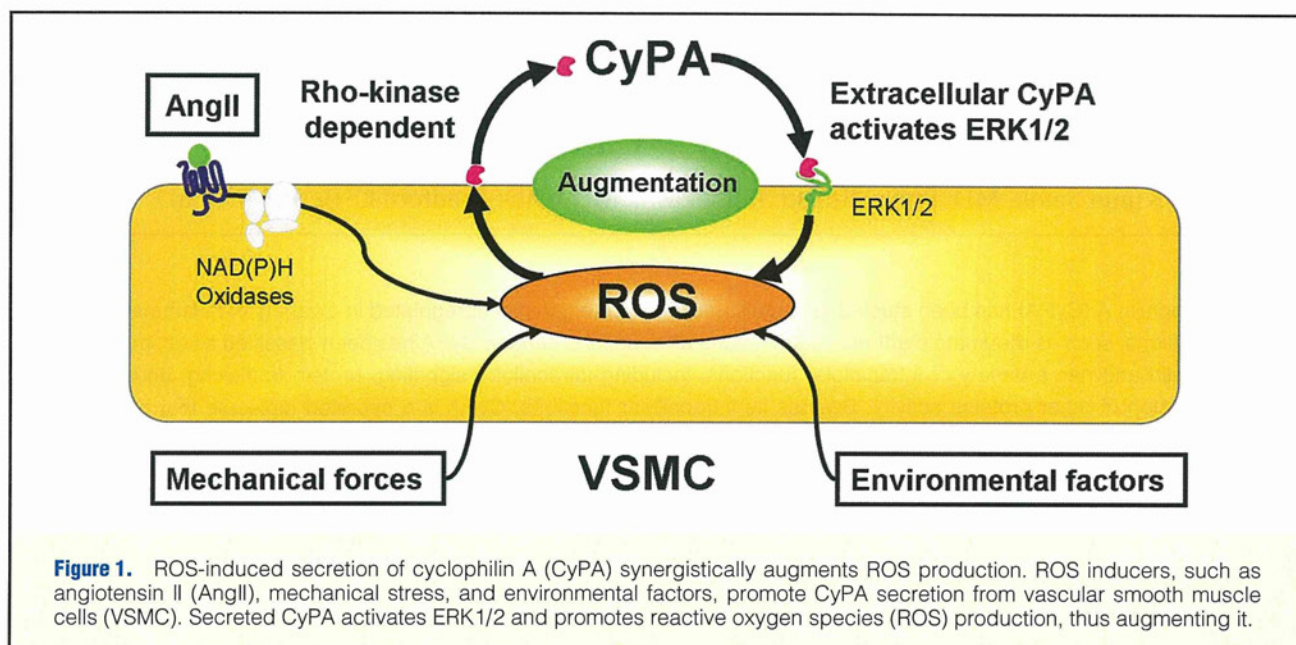 CyPA
AngII
Rho-kinase
dependent
Extracellular CyPA
activates ERK1/2
Augmentation
ERK1/2
NAD(P)H
Oxidases
ROS
Mechanical forces
VSMC
Environmental factors
Figure 1. ROS-induced secretion of cyclophilin A (CyPA) synergistically augments ROS production. ROS inducers, such as
angiotensin II (AngII), mechanical stress, and environmental factors, promote CyPA secretion from vascular smooth muscle
cells (VSMC). Secreted CyPA activates ERK1/2 and promotes reactive oxygen species (ROS) production, thus augmenting it.